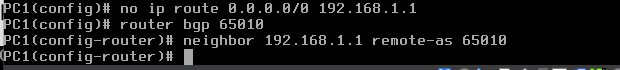 PC1(config)# no ip route 0.0.0.0/0 192.168.1.1
PC1(config)# router bgp 65010
PC1(config-router)# neighbor 192.168.1.1 remote-as 65010
PC1(config-router)#